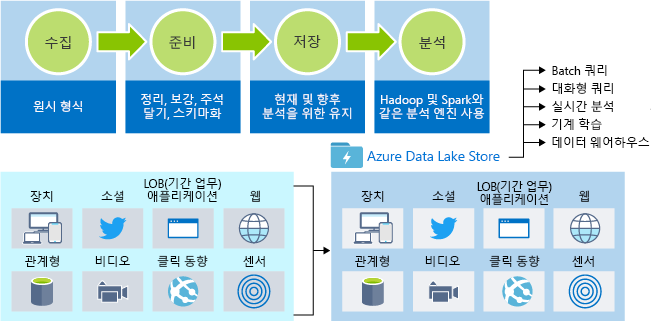 수집
준비
저장
분석
원시 형식
정리, 보강, 주석
달기, 스키마화
현재 및 향후
분석을 위한 유지
Hadoop 및 Spark와
같은 분석 엔진 사용
Batch 쿼리
대화형 쿼리
실시간 분석
기계 학습
데이터 웨어하우스
Azure Data Lake Store
장치
소셜
LOB(기간 업무)
애플리케이션
웹
관계형
비디오
클릭 동향
센서
장치
소셜
LOB(기간 업무)
애플리케이션
웹
관계형
비디오
클릭 동향
센서